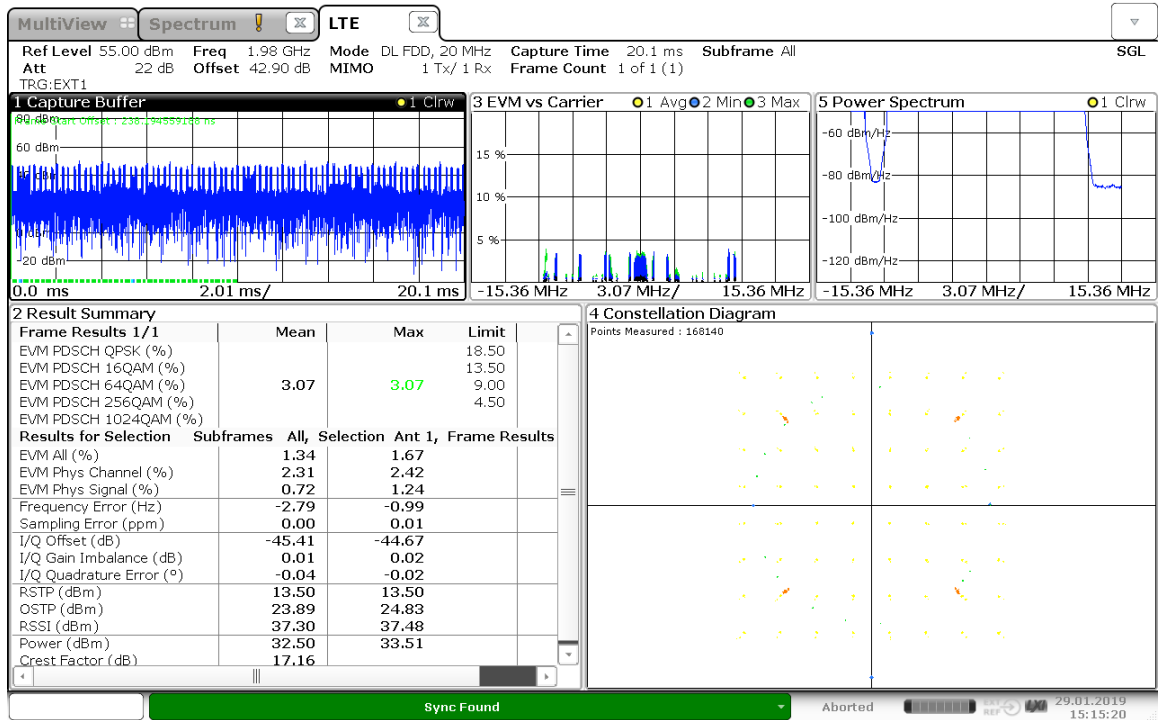 MultiView Spectrum LTE
Ref Level 55.00 dBm Freq 1.98 GHz Mode DL FDD, 20 MHz Capture Time 20.1 ms Subframe All SGL
Att 22 dB Offset 42.90 dB MIMO 1 Tx/ 1 Rx Frame Count 1 of 1 (1)
TRG:EXT1
1 Capture Buffer 1 Clrw
80 dBm
Frame Start Offset : 238.194559188 ns
60 dBm
-20 dBm
0.0 ms 2.01 ms/ 20.1 ms
3 EVM vs Carrier 1 Avg 2 Min 3 Max
15 %
10 %
5 %
-15.36 MHz 3.07 MHz/ 15.36 MHz
5 Power Spectrum 1 Clrw
-60 dBm/Hz
-80 dBm/Hz
-100 dBm/Hz
-120 dBm/Hz
-15.36 MHz 3.07 MHz/ 15.36 MHz
2 Result Summary
Frame Results 1/1 Mean Max Limit
EVM PDSCH QPSK (%) 18.50
EVM PDSCH 16QAM (%) 13.50
EVM PDSCH 64QAM (%) 3.07 3.07 9.00
EVM PDSCH 256QAM (%) 4.50
EVM PDSCH 1024QAM (%)
Results for Selection Subframes All, Selection Ant 1, Frame Results
EVM All (%) 1.34 1.67
EVM Phys Channel (%) 2.31 2.42
EVM Phys Signal (%) 0.72 1.24
Frequency Error (Hz) -2.79 -0.99
Sampling Error (ppm) 0.00 0.01
I/Q Offset (dB) -45.41 -44.67
I/Q Gain Imbalance (dB) 0.01 0.02
I/Q Quadrature Error (°) -0.04 -0.02
RSTP (dBm) 13.50 13.50
OSTP (dBm) 23.89 24.83
RSSI (dBm) 37.30 37.48
Power (dBm) 32.50 33.51
Crest Factor (dB) 17.16
4 Constellation Diagram
Points Measured : 168140
Sync Found
Aborted
EXT
REF
LXI
29.01.2019
15:15:20